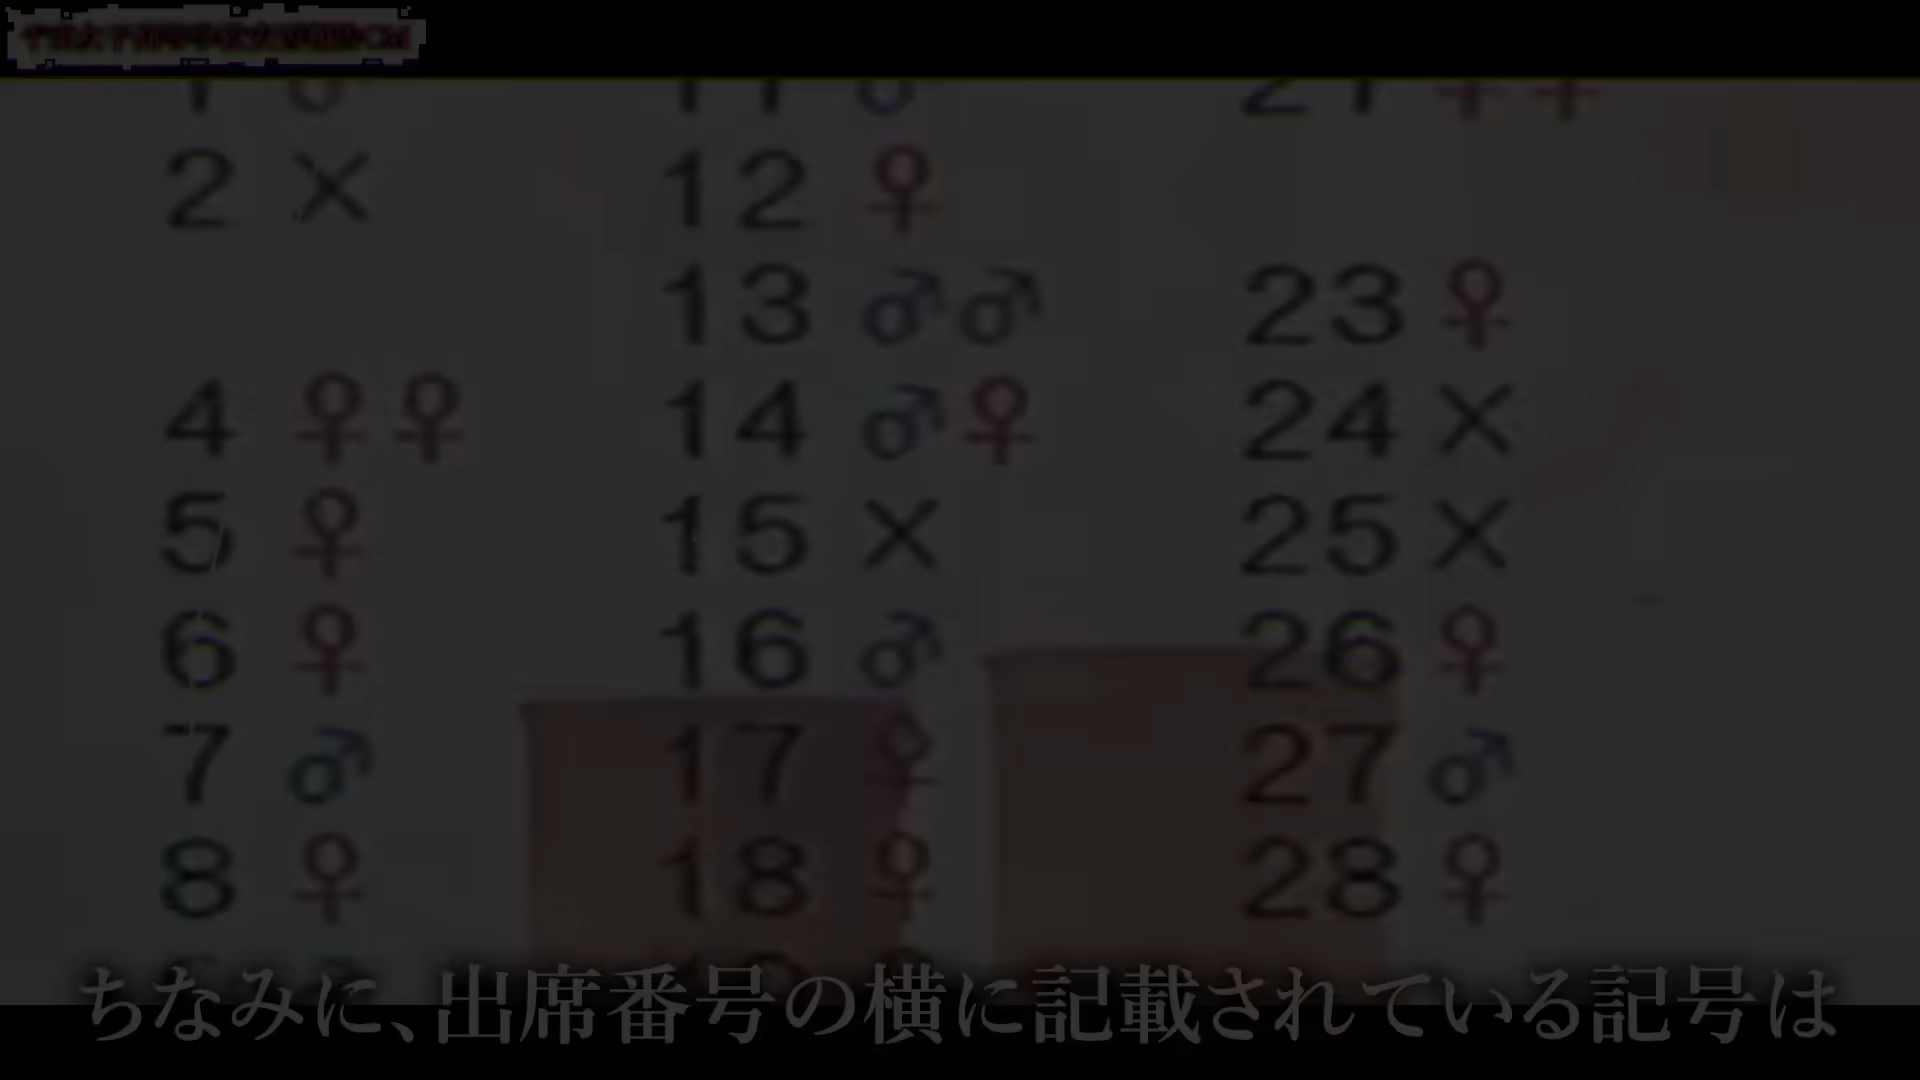 2 × 12 ♀
13 ♂♂ 23 ♀
4 ♀♀ 14 ♂♀ 24 ×
5 ♀ 15 × 25 ×
6 ♀ 16 ♂ 26 ♀
7 ♂ 17 ♀ 27 ♂
8 ♀ 18 ♀ 28 ♀
ちなみに、出席番号の横に記載されている記号は